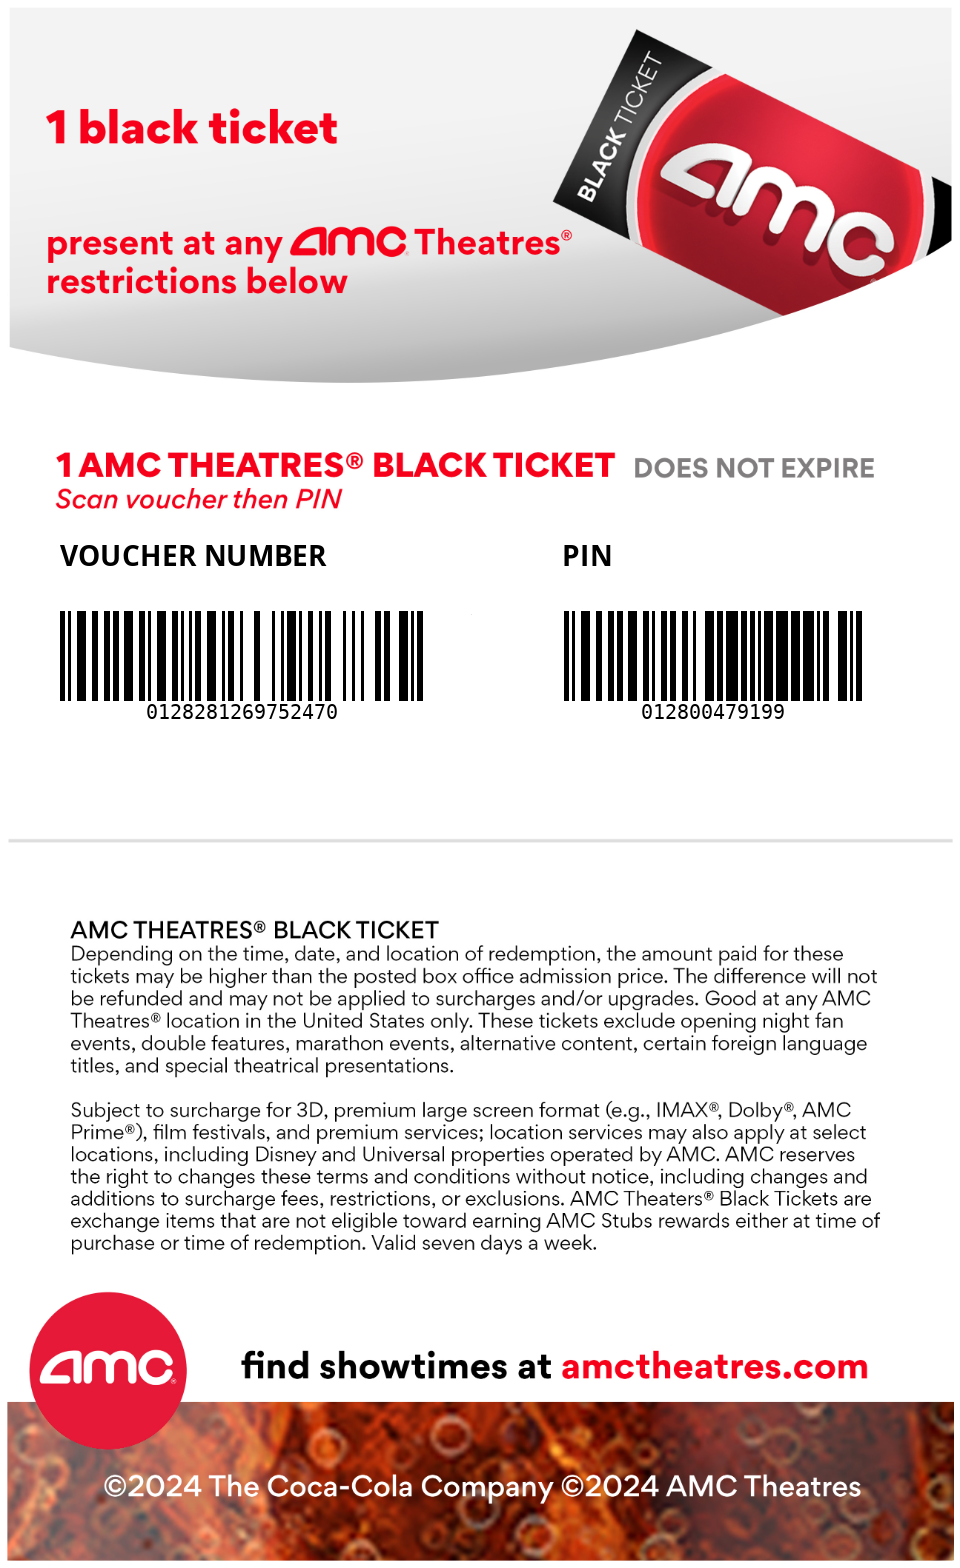 BLACK TICKET
amc
1 black ticket
present at any amc Theatres®
restrictions below
1 AMC THEATRES® BLACK TICKET DOES NOT EXPIRE
Scan voucher then PIN
VOUCHER NUMBER PIN
0128281269752470 012800479199
AMC THEATRES® BLACK TICKET
Depending on the time, date, and location of redemption, the amount paid for these
tickets may be higher than the posted box office admission price. The difference will not
be refunded and may not be applied to surcharges and/or upgrades. Good at any AMC
Theatres® location in the United States only. These tickets exclude opening night fan
events, double features, marathon events, alternative content, certain foreign language
titles, and special theatrical presentations.
Subject to surcharge for 3D, premium large screen format (e.g., IMAX®, Dolby®, AMC
Prime®), film festivals, and premium services; location services may also apply at select
locations, including Disney and Universal properties operated by AMC. AMC reserves
the right to changes these terms and conditions without notice, including changes and
additions to surcharge fees, restrictions, or exclusions. AMC Theaters® Black Tickets are
exchange items that are not eligible toward earning AMC Stubs rewards either at time of
purchase or time of redemption. Valid seven days a week.
amc®
find showtimes at amctheatres.com
©2024 The Coca-Cola Company ©2024 AMC Theatres